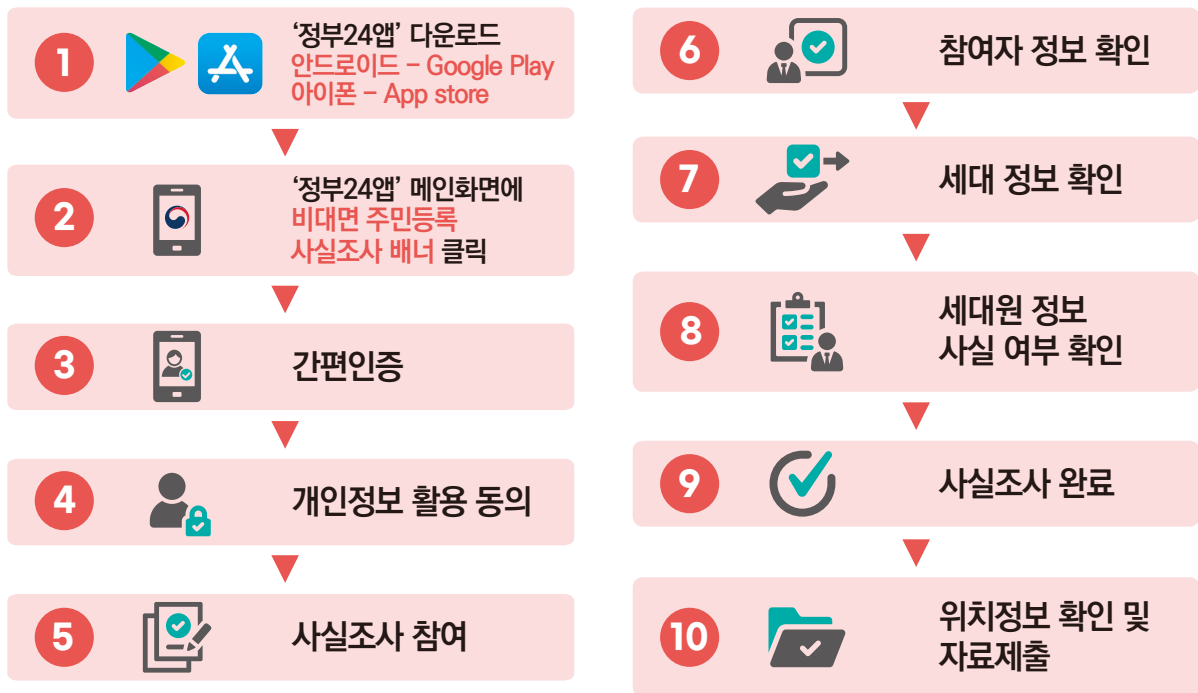 1
‘정부24앱’ 다운로드
안드로이드 – Google Play
아이폰 – App store
2
‘정부24앱’ 메인화면에
비대면 주민등록
사실조사 배너 클릭
3
간편인증
4
개인정보 활용 동의
5
사실조사 참여
6
참여자 정보 확인
7
세대 정보 확인
8
세대원 정보
사실 여부 확인
9
사실조사 완료
10
위치정보 확인 및
자료제출